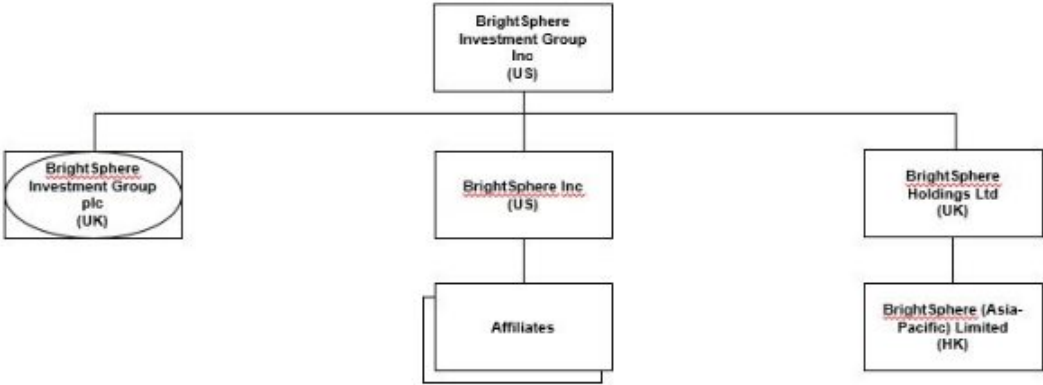 BrightSphere
Investment Group
Inc
(US)
BrightSphere
Investment Group
plc
(UK)
BrightSphere Inc
(US)
BrightSphere
Holdings Ltd
(UK)
Affiliates
BrightSphere (Asia-
Pacific) Limited
(HK)